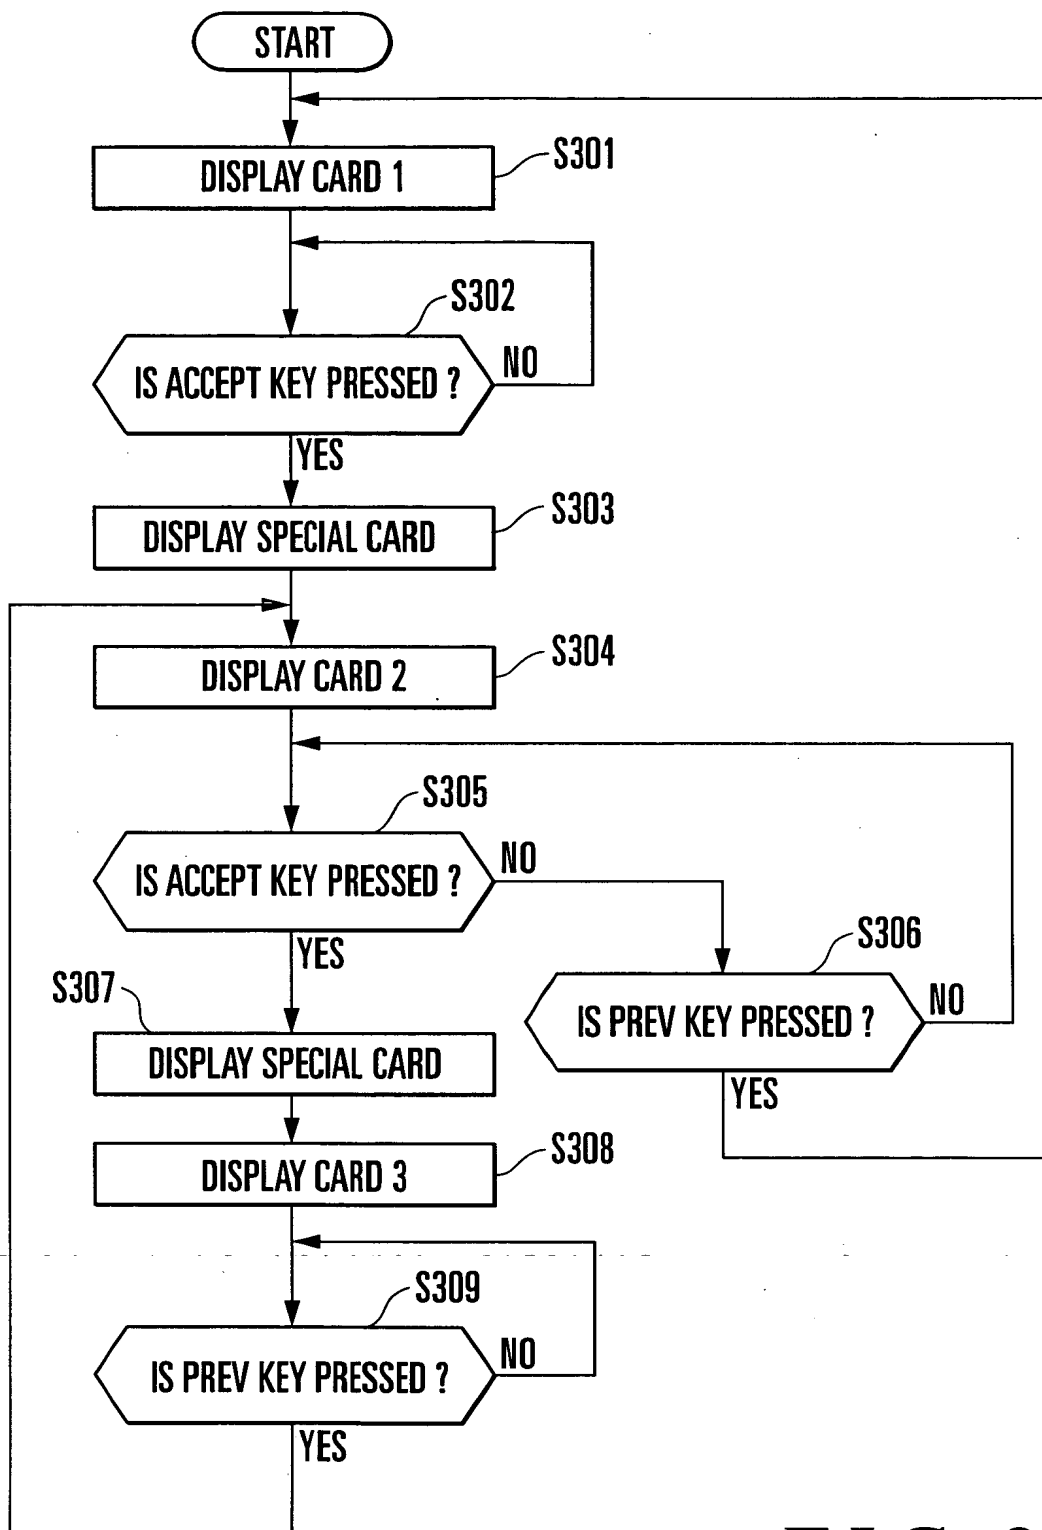 START
DISPLAY CARD 1
S301
S302
IS ACCEPT KEY PRESSED ?
NO
YES
DISPLAY SPECIAL CARD
S303
DISPLAY CARD 2
S304
S305
IS ACCEPT KEY PRESSED ?
NO
YES
S306
IS PREV KEY PRESSED ?
NO
YES
S307
DISPLAY SPECIAL CARD
DISPLAY CARD 3
S308
S309
IS PREV KEY PRESSED ?
NO
YES